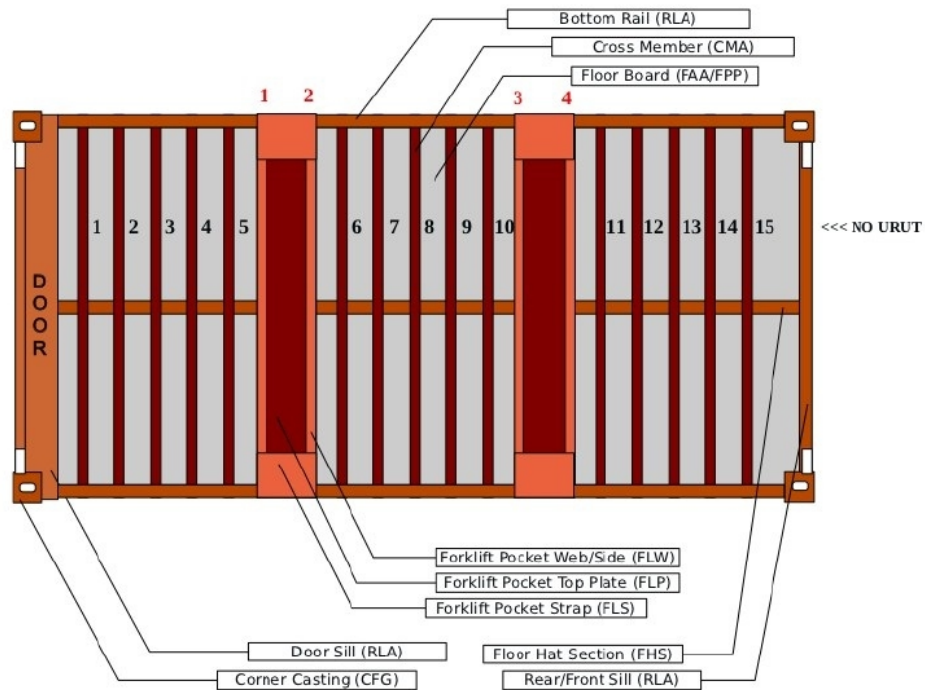 Bottom Rail (RLA)
Cross Member (CMA)
Floor Board (FAA/FPP)
1 2 3 4
1 2 3 4 5 6 7 8 9 10 11 12 13 14 15 <<< NO URUT
DOOR
Forklift Pocket Web/Side (FLW)
Forklift Pocket Top Plate (FLP)
Forklift Pocket Strap (FLS)
Door Sill (RLA) Floor Hat Section (FHS)
Corner Casting (CFG) Rear/Front Sill (RLA)